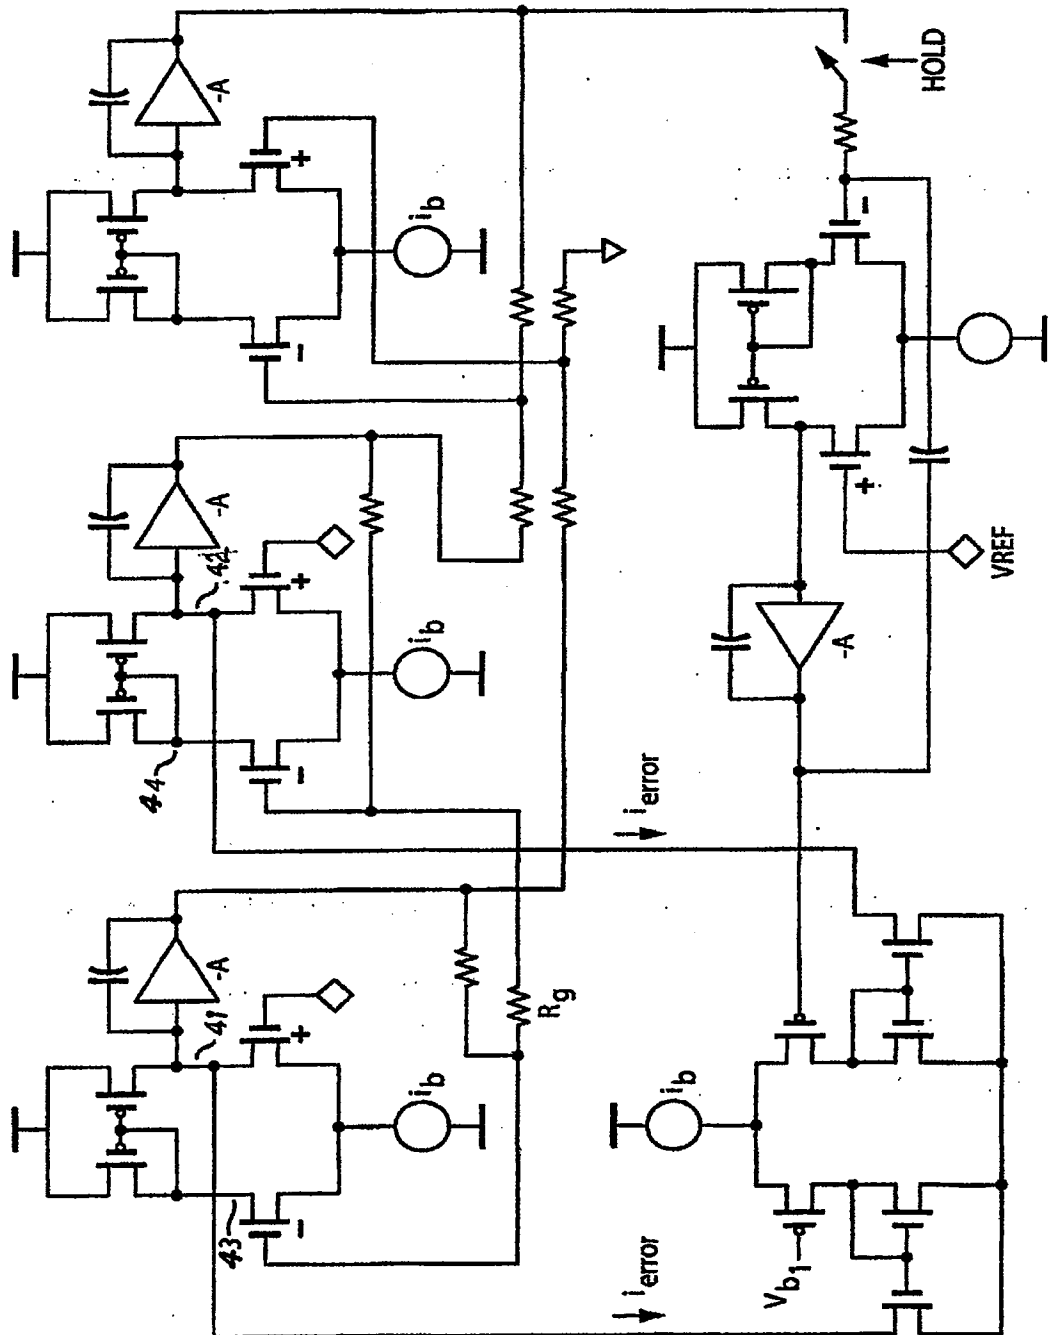 -A
HOLD
+
i_b
-
-
-A
42
+
+
VREF
i_b
-A
44
-
i_error
-A
41
+
R_g
i_b
i_b
43
-
i_error
V_b1